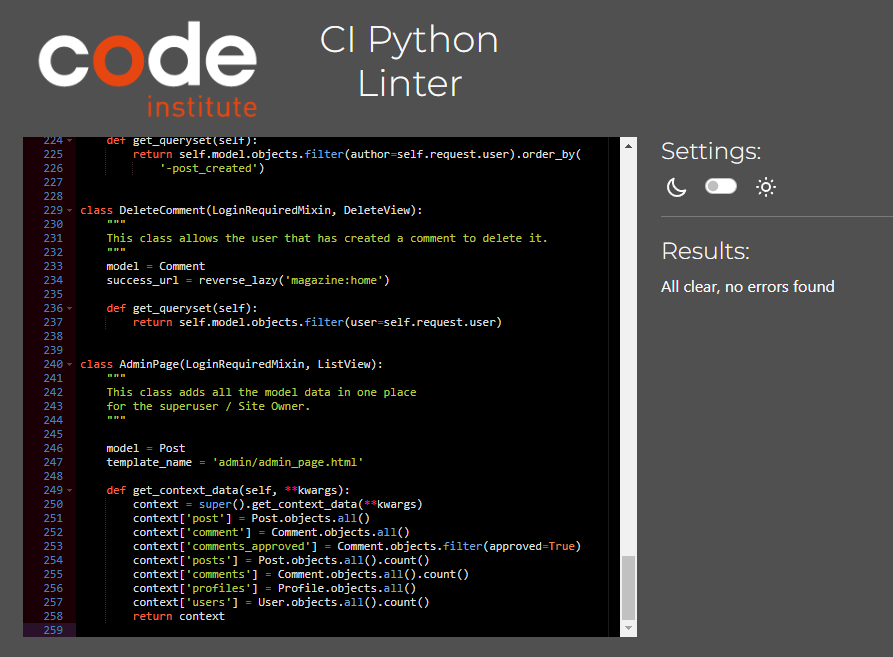 code
institute
CI Python
Linter
224 def get_queryset(self):
225 return self.model.objects.filter(author=self.request.user).order_by(
226 '-post_created')
227
228
229 class DeleteComment(LoginRequiredMixin, DeleteView):
230 """
231 This class allows the user that has created a comment to delete it.
232 """
233 model = Comment
234 success_url = reverse_lazy('magazine:home')
235
236 def get_queryset(self):
237 return self.model.objects.filter(user=self.request.user)
238
239
240 class AdminPage(LoginRequiredMixin, ListView):
241 """
242 This class adds all the model data in one place
243 for the superuser / Site Owner.
244 """
245
246 model = Post
247 template_name = 'admin/admin_page.html'
248
249 def get_context_data(self, **kwargs):
250 context = super().get_context_data(**kwargs)
251 context['post'] = Post.objects.all()
252 context['comment'] = Comment.objects.all()
253 context['comments_approved'] = Comment.objects.filter(approved=True)
254 context['posts'] = Post.objects.all().count()
255 context['comments'] = Comment.objects.all().count()
256 context['profiles'] = Profile.objects.all()
257 context['users'] = User.objects.all().count()
258 return context
259
Settings:
Results:
All clear, no errors found